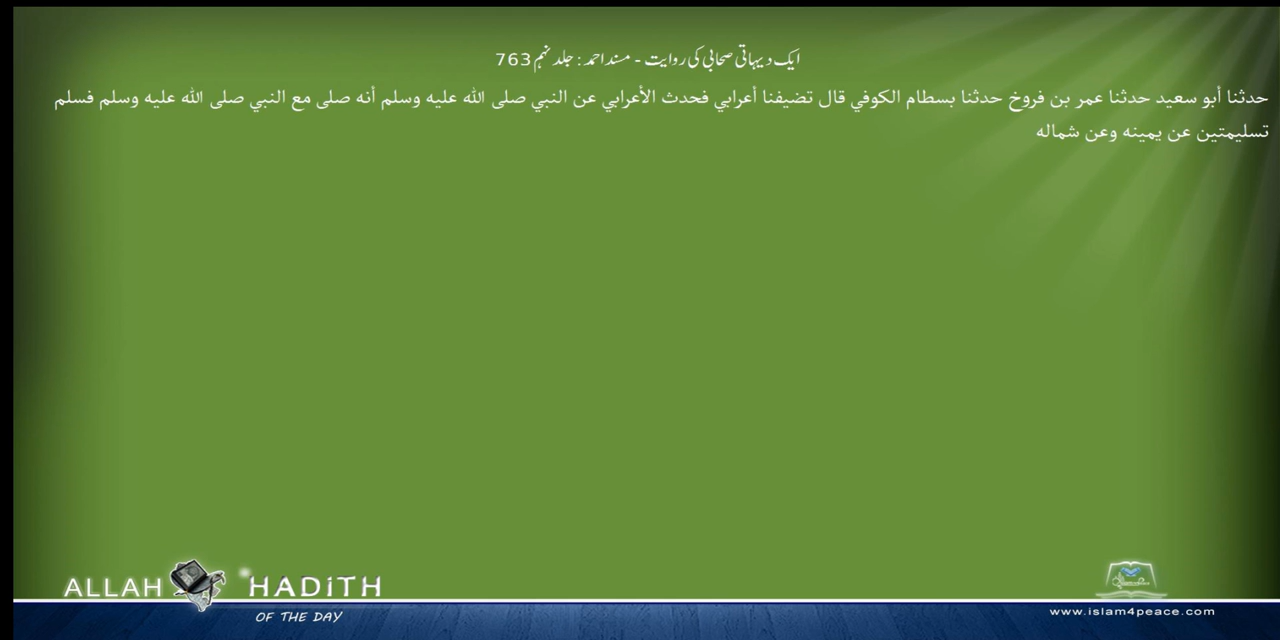 ایک دیہاتی صحابی کی روایت - مسند احمد : جلد نہم 763
حدثنا أبو سعيد حدثنا عمر بن فروخ حدثنا بسطام الكوفي قال تضيفنا أعرابي فحدث الأعرابي عن النبي صلى الله عليه وسلم أنه صلى مع النبي صلى الله عليه وسلم فسلم
تسليمتين عن يمينه وعن شماله
ALLAH HADITH
OF THE DAY
www.islam4peace.com